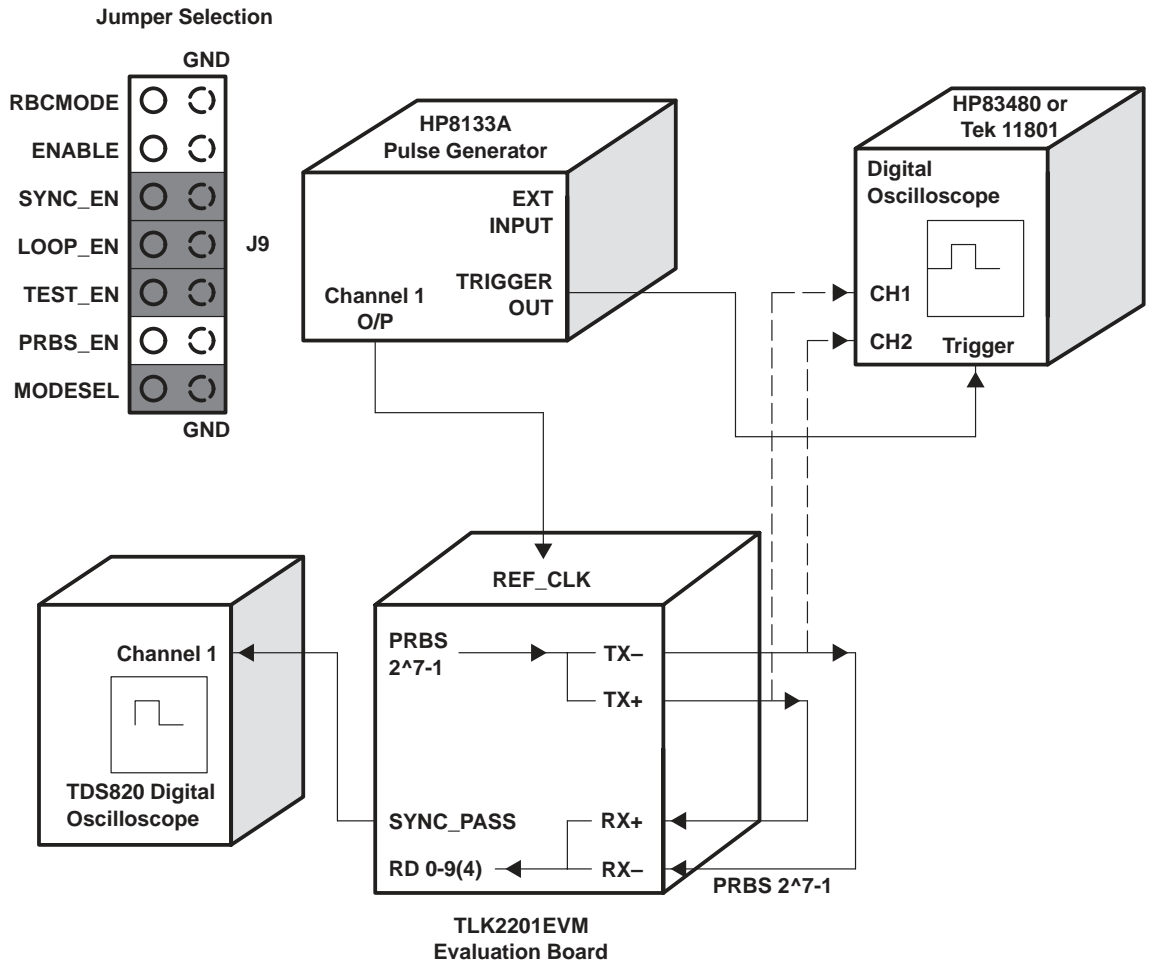 Jumper Selection
GND
RBCMODE
ENABLE
SYNC_EN
LOOP_EN
TEST_EN
PRBS_EN
MODESEL
GND
J9
HP8133A
Pulse Generator
EXT
INPUT
TRIGGER
OUT
Channel 1
O/P
HP83480 or
Tek 11801
Digital
Oscilloscope
CH1
CH2
Trigger
REF_CLK
PRBS
2^7-1
TX–
TX+
SYNC_PASS
RX+
RD 0-9(4)
RX–
PRBS 2^7-1
Channel 1
TDS820 Digital
Oscilloscope
TLK2201EVM
Evaluation Board